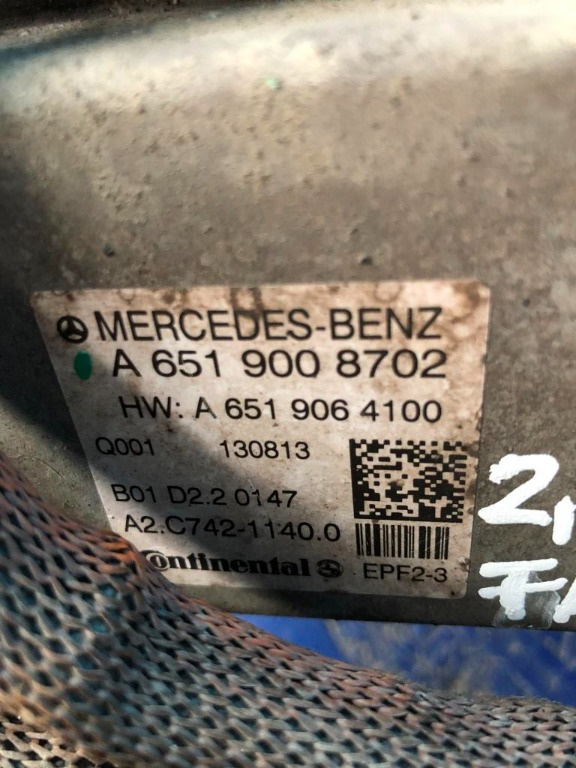 MERCEDES-BENZ
A 651 900 8702
HW: A 651 906 4100
Q001 130813
B01 D2.2 0147
A2.C742-1140.0
Continental EPF2-3